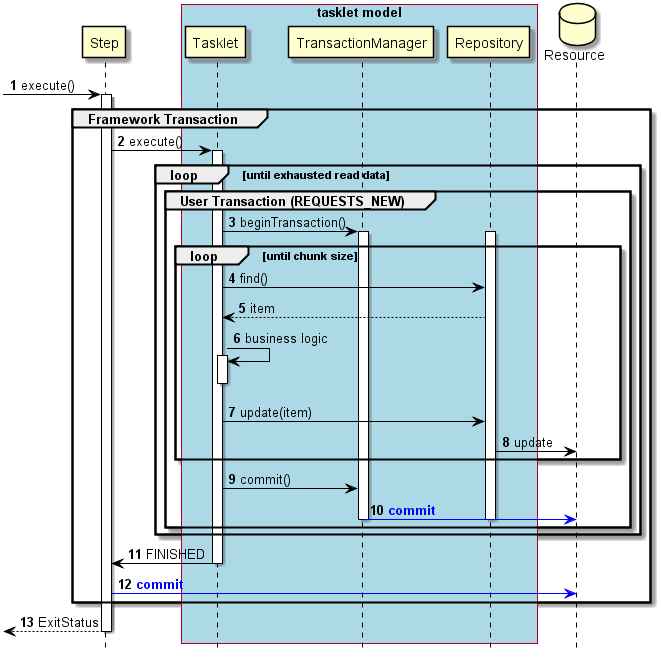 tasklet model
Step
Tasklet
TransactionManager
Repository
Resource
1 execute()
Framework Transaction
2 execute()
loop [until exhausted read data]
User Transaction (REQUESTS_NEW)
3 beginTransaction()
loop [until chunk size]
4 find()
5 item
6 business logic
7 update(item)
8 update
9 commit()
10 commit
11 FINISHED
12 commit
13 ExitStatus